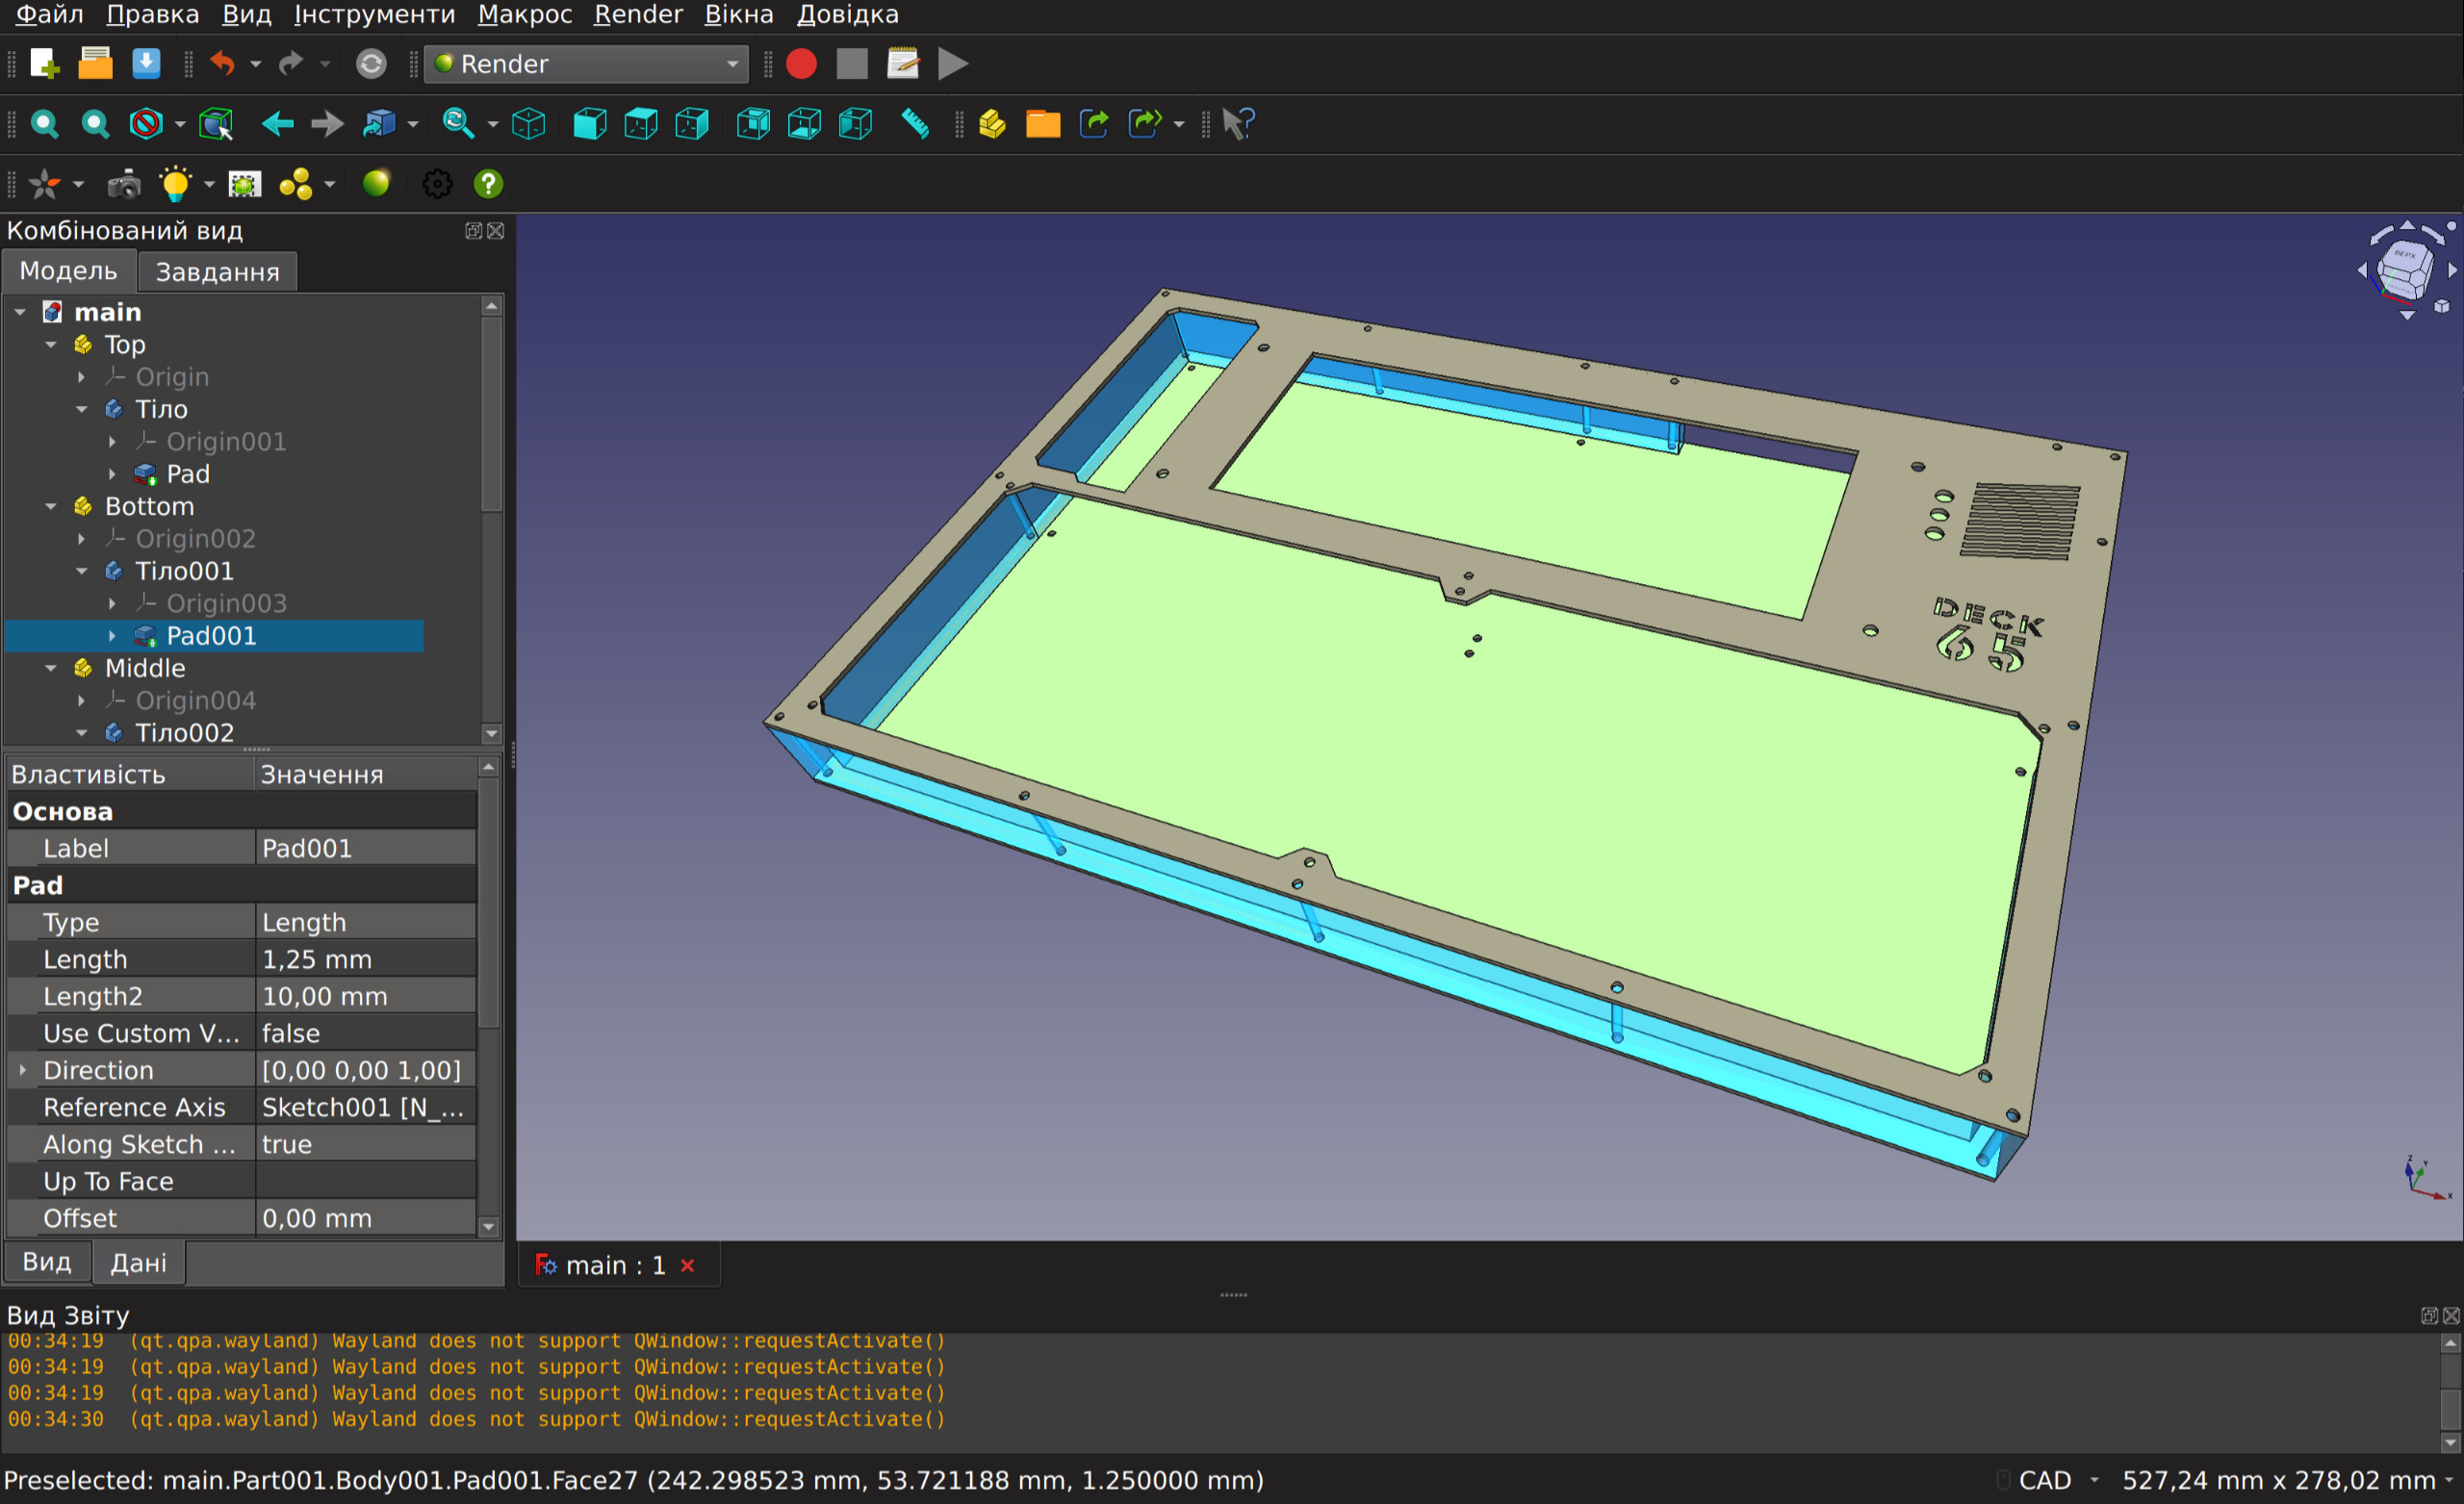 Файл Правка Вид Інструменти Макрос Render Вікна Довідка
Render
Комбінований вид
Модель Завдання
main
Top
Origin
Тіло
Origin001
Pad
Bottom
Origin002
Тіло001
Origin003
Pad001
Middle
Origin004
Тіло002
Властивість Значення
Основа
Label Pad001
Pad
Type Length
Length 1,25 mm
Length2 10,00 mm
Use Custom V... false
Direction [0,00 0,00 1,00]
Reference Axis Sketch001 [N_...
Along Sketch ... true
Up To Face
Offset 0,00 mm
Вид Дані
ВЕРХ
DECK
65
Z Y X
main : 1
Вид Звіту
00:34:19 (qt.qpa.wayland) Wayland does not support QWindow::requestActivate()
00:34:19 (qt.qpa.wayland) Wayland does not support QWindow::requestActivate()
00:34:19 (qt.qpa.wayland) Wayland does not support QWindow::requestActivate()
00:34:30 (qt.qpa.wayland) Wayland does not support QWindow::requestActivate()
Preselected: main.Part001.Body001.Pad001.Face27 (242.298523 mm, 53.721188 mm, 1.250000 mm)
CAD 527,24 mm x 278,02 mm